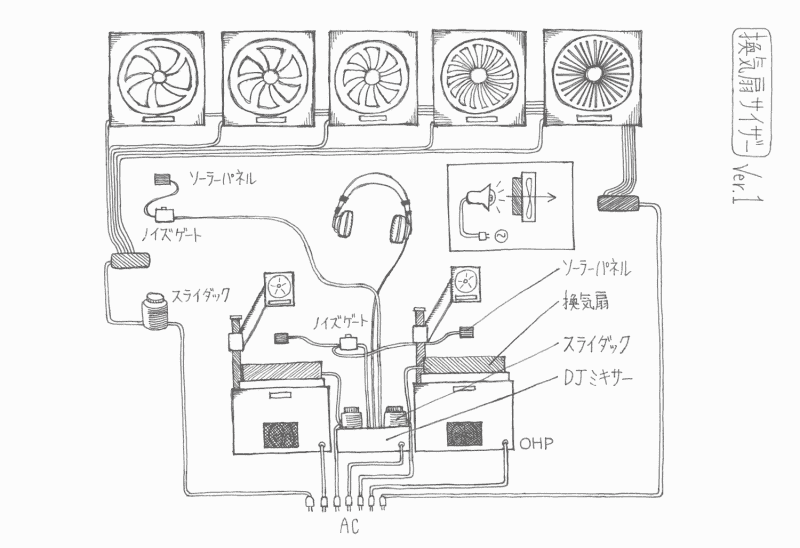 換気扇サイザー Ver.1
ソーラーパネル
ノイズゲート
スライダック
ノイズゲート
ソーラーパネル
換気扇
スライダック
DJミキサー
OHP
AC